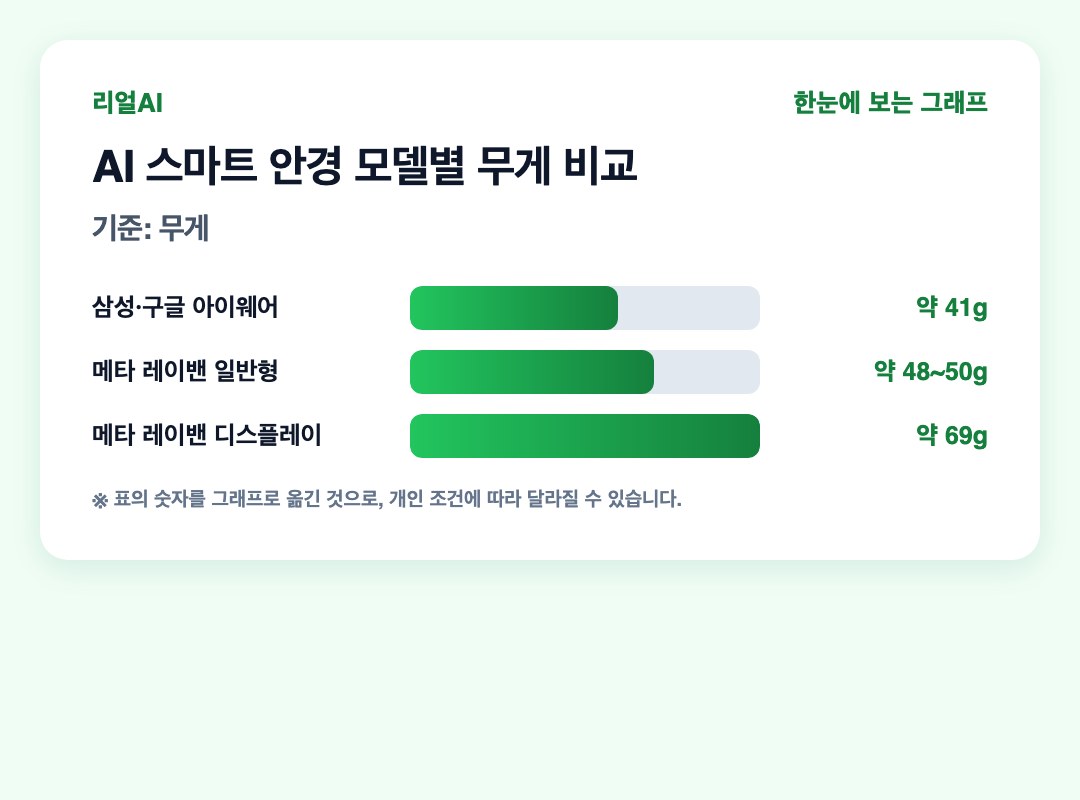 리얼AI
한눈에 보는 그래프
AI 스마트 안경 모델별 무게 비교
기준: 무게
삼성·구글 아이웨어 약 41g
메타 레이밴 일반형 약 48~50g
메타 레이밴 디스플레이 약 69g
※ 표의 숫자를 그래프로 옮긴 것으로, 개인 조건에 따라 달라질 수 있습니다.